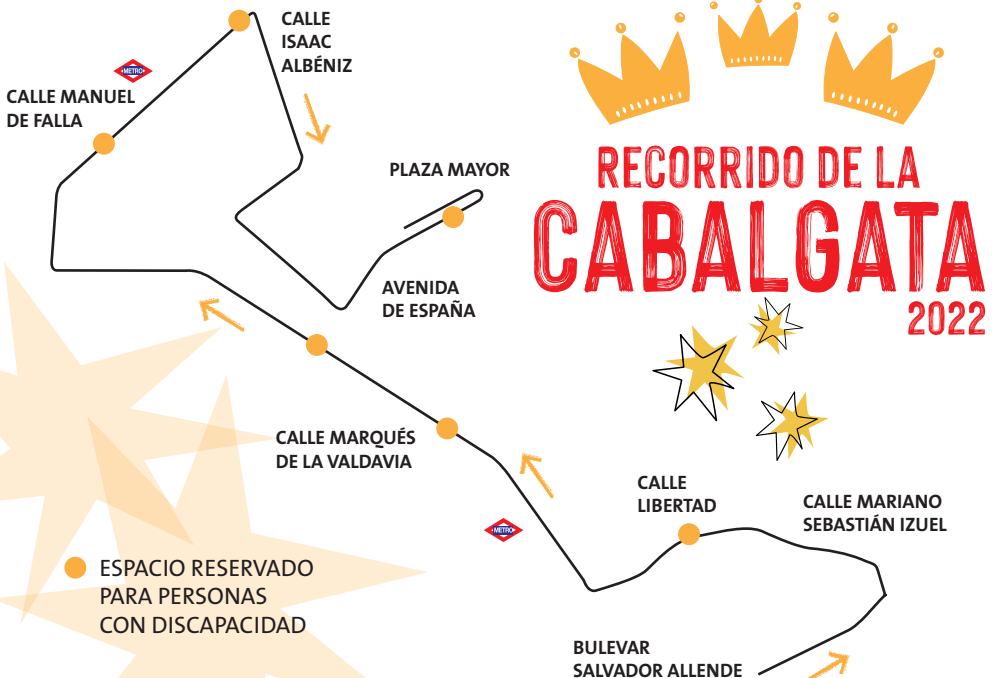 CALLE
ISAAC
ALBÉNIZ
METRO
CALLE MANUEL
DE FALLA
PLAZA MAYOR
RECORRIDO DE LA
CABALGATA
2022
AVENIDA
DE ESPAÑA
CALLE MARQUÉS
DE LA VALDAVIA
CALLE
LIBERTAD
CALLE MARIANO
SEBASTIÁN IZUEL
METRO
ESPACIO RESERVADO
PARA PERSONAS
CON DISCAPACIDAD
BULEVAR
SALVADOR ALLENDE